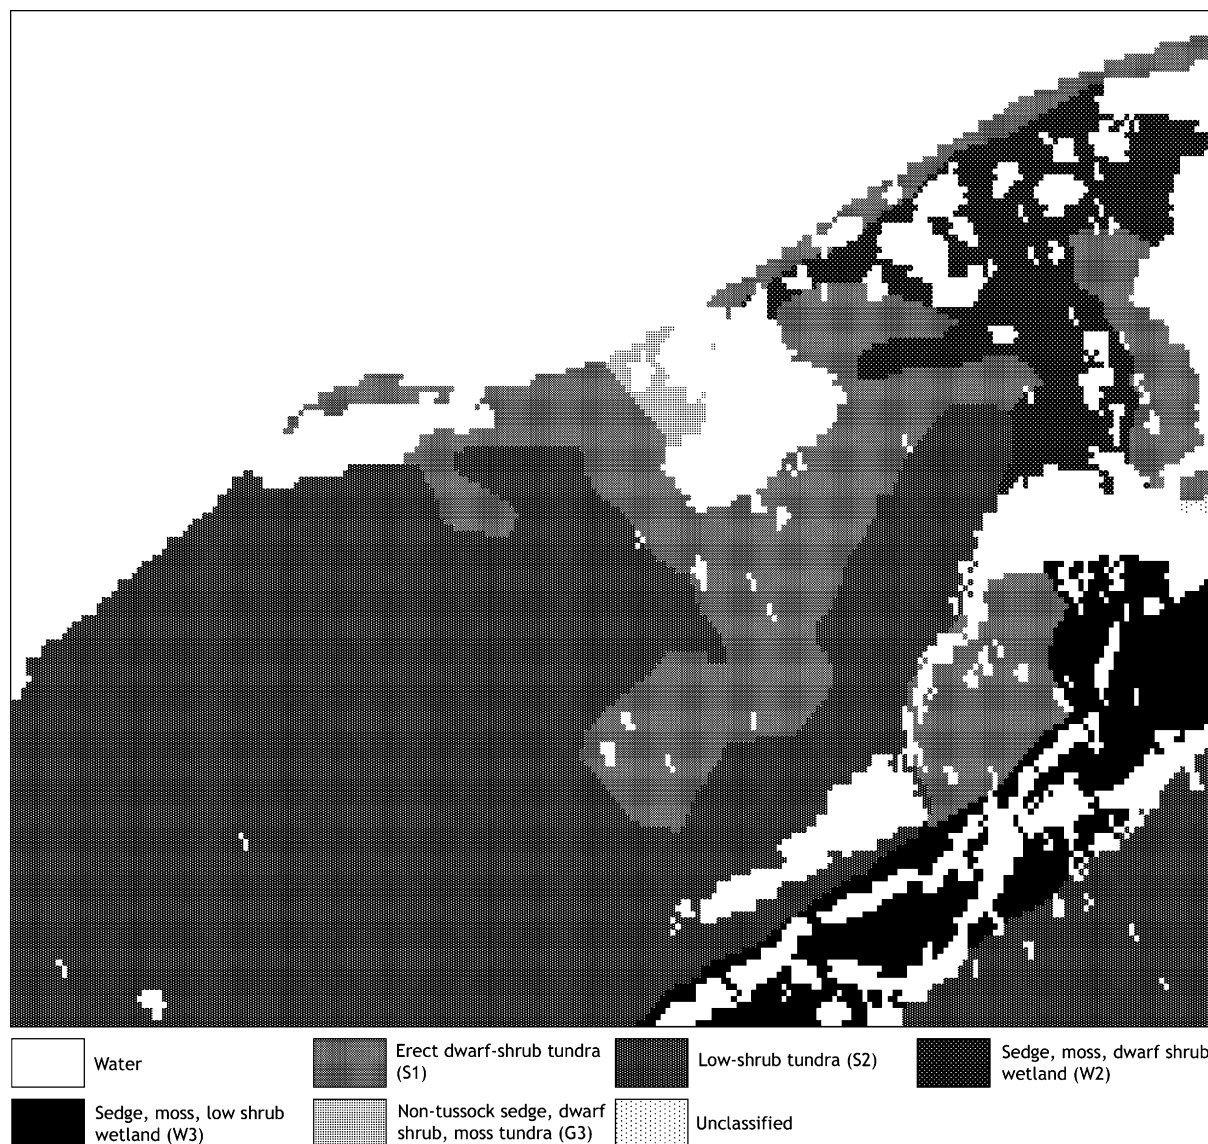 Water
Erect dwarf-shrub tundra
(S1)
Low-shrub tundra (S2)
Sedge, moss, dwarf shrub
wetland (W2)
Sedge, moss, low shrub
wetland (W3)
Non-tussock sedge, dwarf
shrub, moss tundra (G3)
Unclassified